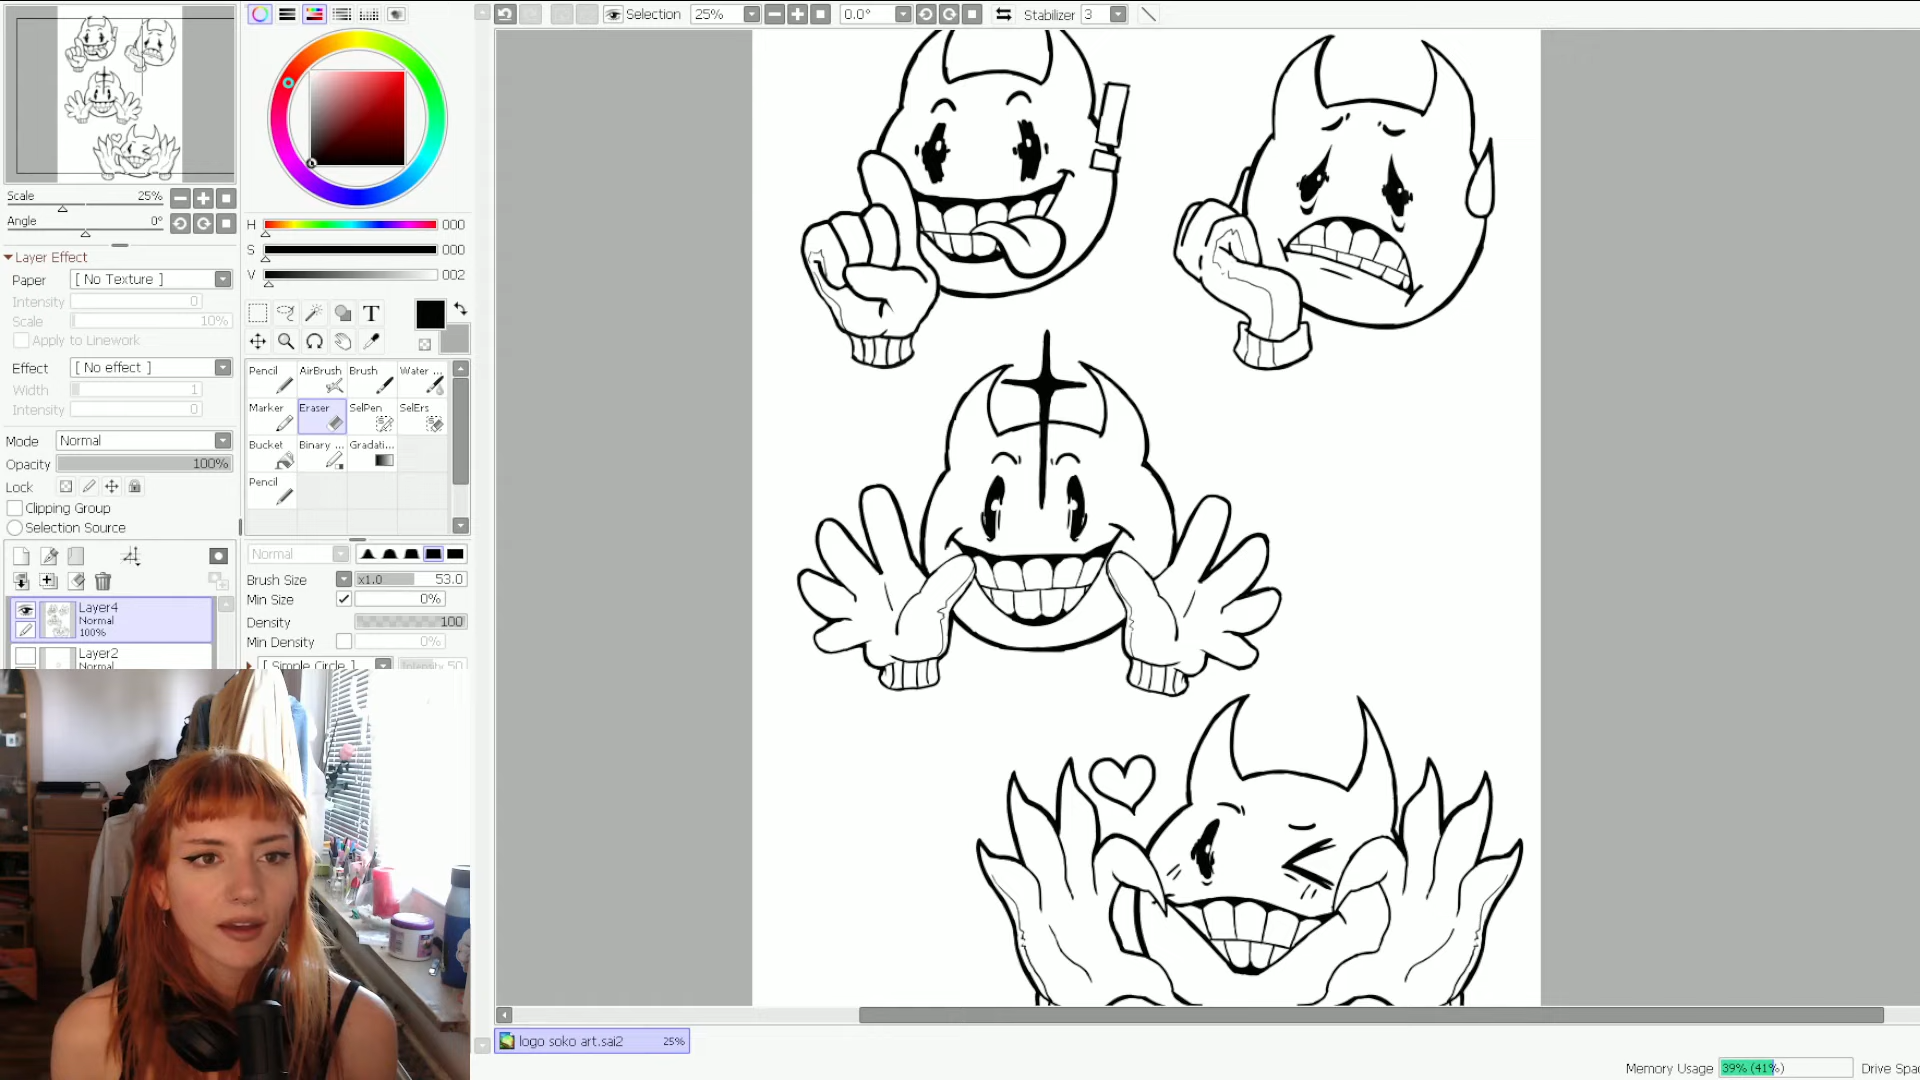 Selection
25%
0.0°
Stabilizer 3
Scale 25%
Angle 0°
Layer Effect
Paper [ No Texture ]
Intensity 0
Scale 10%
Apply to Linework
Effect [ No effect ]
Width 1
Intensity 0
Mode Normal
Opacity 100%
Lock
Clipping Group
Selection Source
Layer4
Normal
100%
Layer2
Normal
H 000
S 000
V 002
T
Pencil AirBrush Brush Water ...
Marker Eraser SelPen SelErs
Bucket Binary ... Gradati...
Pencil
Normal
Brush Size x1.0 53.0
Min Size 0%
Density 100
Min Density 0%
[ Simple Circle ] Intensity 50
logo soko art.sai2 25%
Memory Usage 39% (41%) Drive Spac